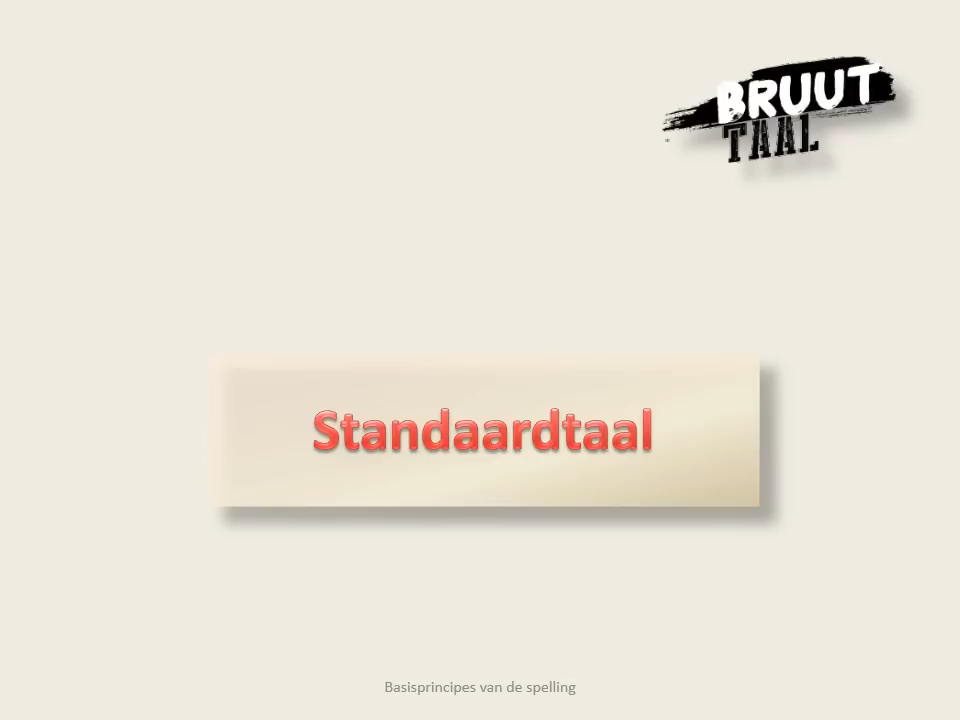 BRUUT
TAAL
Standaardtaal
Basisprincipes van de spelling